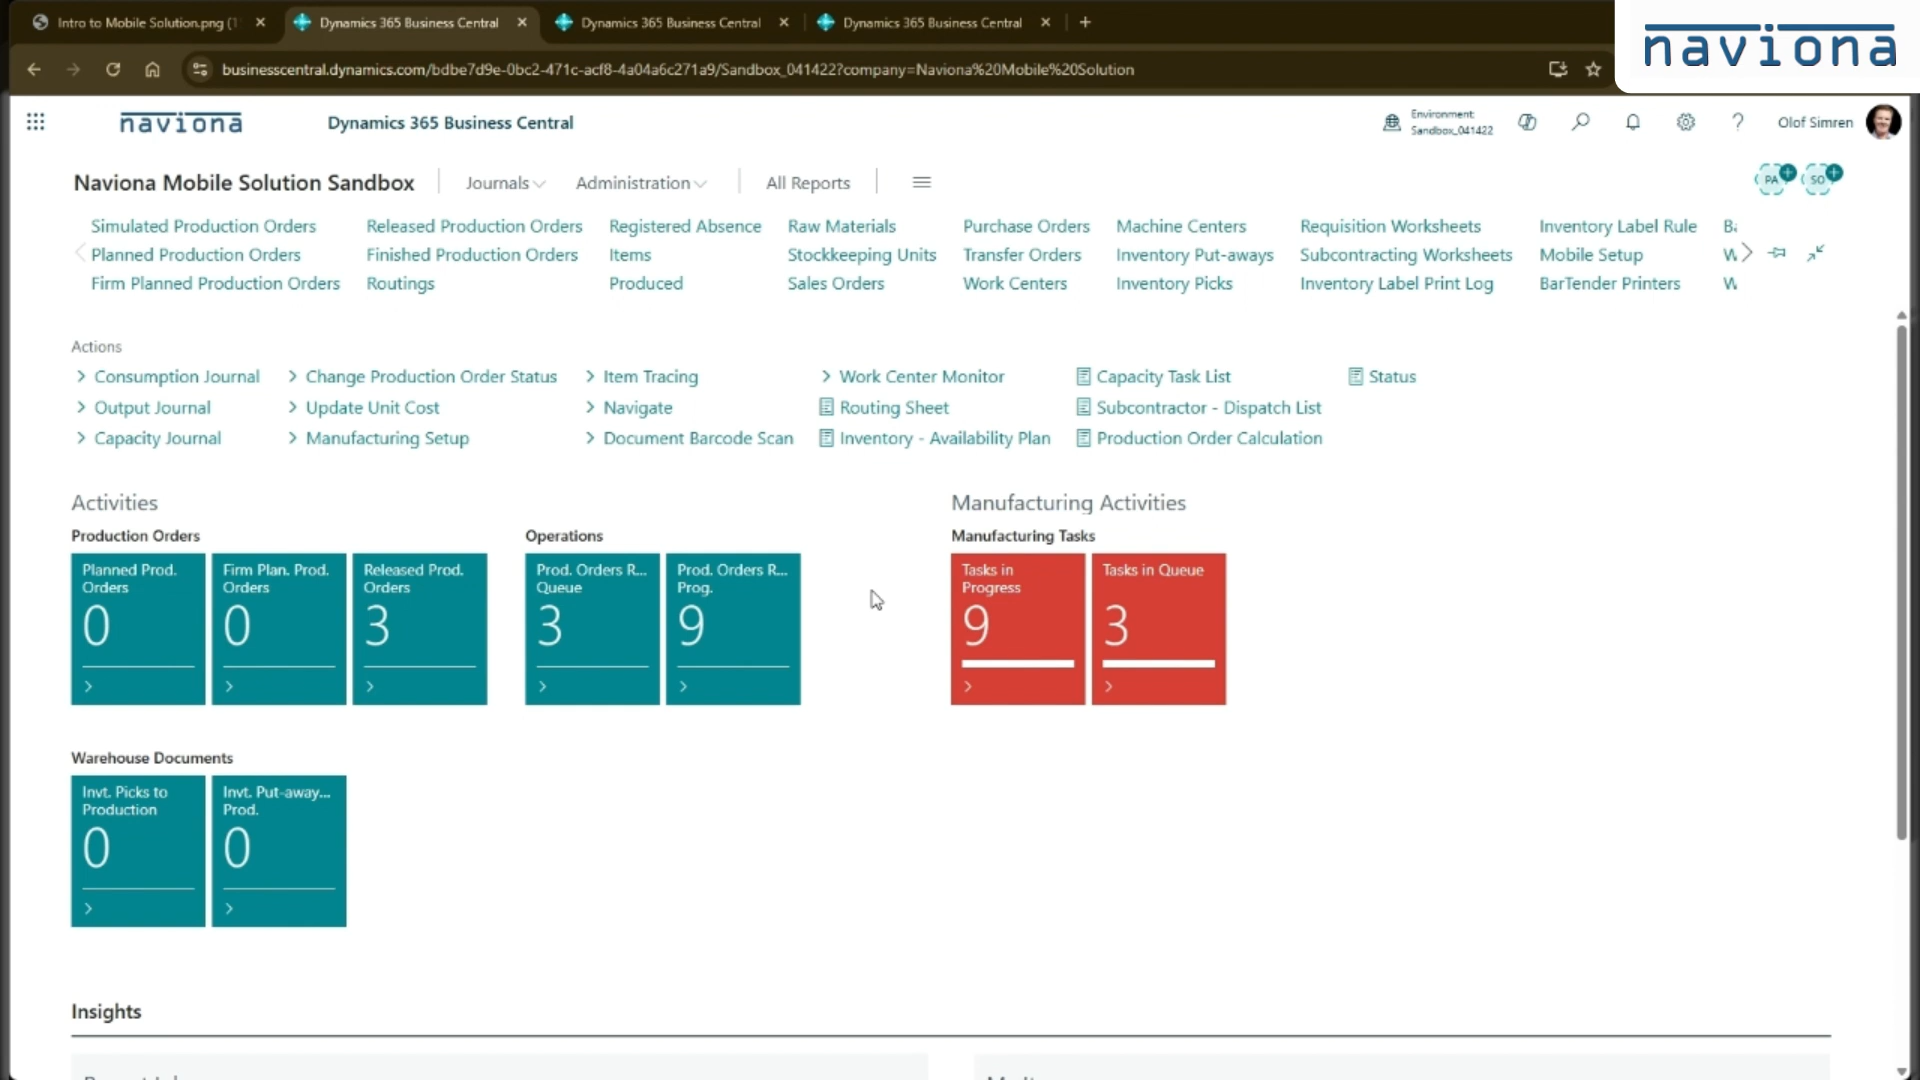 Intro to Mobile Solution.png (1
Dynamics 365 Business Central
Dynamics 365 Business Central
Dynamics 365 Business Central
businesscentral.dynamics.com/bdbe7d9e-0bc2-471c-acf8-4a04a6c271a9/Sandbox_041422?company=Naviona%20Mobile%20Solution
naviona
naviona
Dynamics 365 Business Central
Environment:
Sandbox_041422
Olof Simren
Naviona Mobile Solution Sandbox
Journals
Administration
All Reports
PA
SO
Simulated Production Orders
Released Production Orders
Registered Absence
Raw Materials
Purchase Orders
Machine Centers
Requisition Worksheets
Inventory Label Rule
Planned Production Orders
Finished Production Orders
Items
Stockkeeping Units
Transfer Orders
Inventory Put-aways
Subcontracting Worksheets
Mobile Setup
Firm Planned Production Orders
Routings
Produced
Sales Orders
Work Centers
Inventory Picks
Inventory Label Print Log
BarTender Printers
Actions
Consumption Journal
Change Production Order Status
Item Tracing
Work Center Monitor
Capacity Task List
Status
Output Journal
Update Unit Cost
Navigate
Routing Sheet
Subcontractor - Dispatch List
Capacity Journal
Manufacturing Setup
Document Barcode Scan
Inventory - Availability Plan
Production Order Calculation
Activities
Manufacturing Activities
Production Orders
Operations
Manufacturing Tasks
Planned Prod.
Orders
0
Firm Plan. Prod.
Orders
0
Released Prod.
Orders
3
Prod. Orders R...
Queue
3
Prod. Orders R...
Prog.
9
Tasks in
Progress
9
Tasks in Queue
3
Warehouse Documents
Invt. Picks to
Production
0
Invt. Put-away...
Prod.
0
Insights